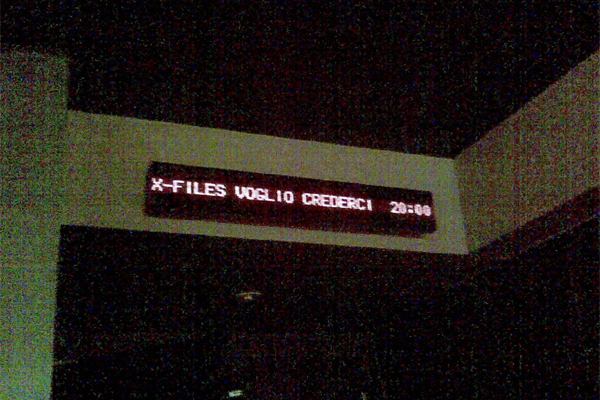 X-FILES VOGLIO CREDERCI 20:00